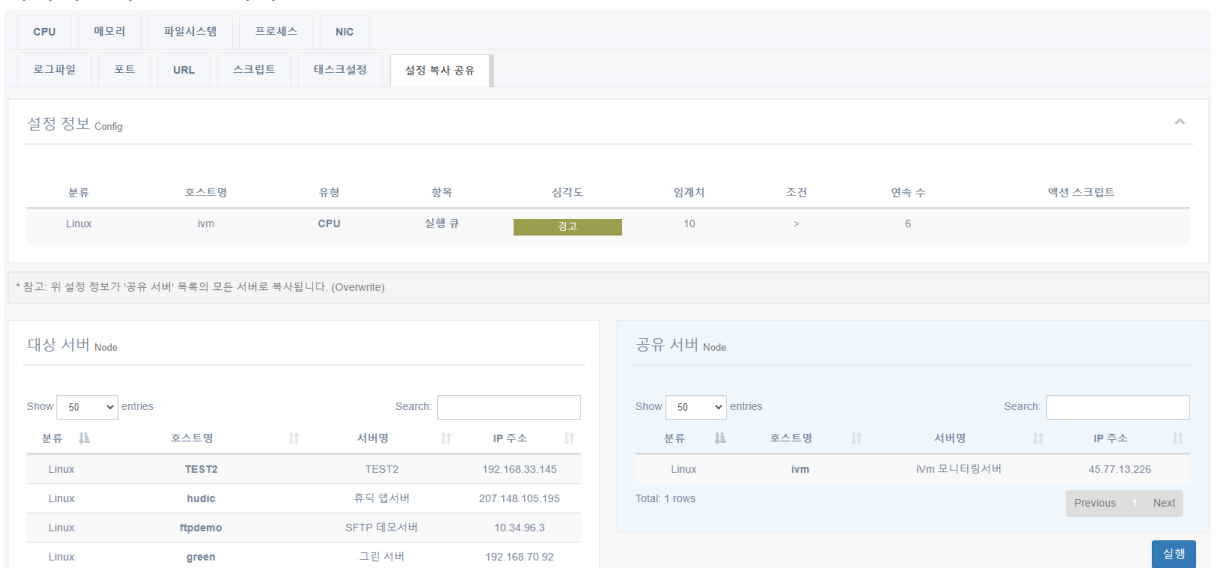 CPU 메모리 파일시스템 프로세스 NIC
로그파일 포트 URL 스크립트 태스크설정 설정 복사 공유
설정 정보 Config
분류 호스트명 유형 항목 심각도 임계치 조건 연속 수 액션 스크립트
Linux ivm CPU 실행 큐 경고 10 > 6
* 참고: 위 설정 정보가 '공유 서버' 목록의 모든 서버로 복사됩니다. (Overwrite)
대상 서버 Node
Show 50 entries Search:
분류 호스트명 서버명 IP 주소
Linux TEST2 TEST2 192.168.33.145
Linux hudic 휴딕 앱서버 207.148.105.195
Linux ftpdemo SFTP 데모서버 10.34.96.3
Linux green 그린 서버 192.168.70.92
공유 서버 Node
Show 50 entries Search:
분류 호스트명 서버명 IP 주소
Linux ivm iVm 모니터링서버 45.77.13.226
Total: 1 rows
Previous 1 Next
실행